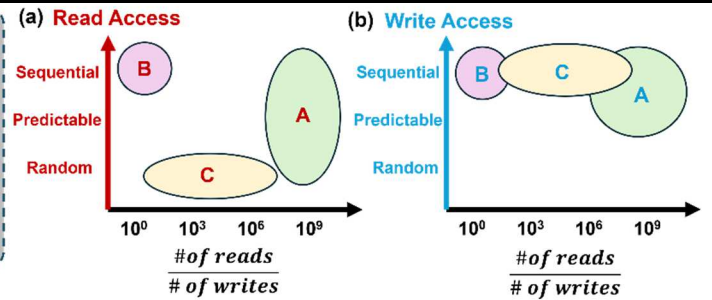 (a) Read Access
Sequential
Predictable
Random
B
A
C
10⁰ 10³ 10⁶ 10⁹
#of reads
# of writes
(b) Write Access
Sequential
Predictable
Random
B
C
A
10⁰ 10³ 10⁶ 10⁹
#of reads
# of writes